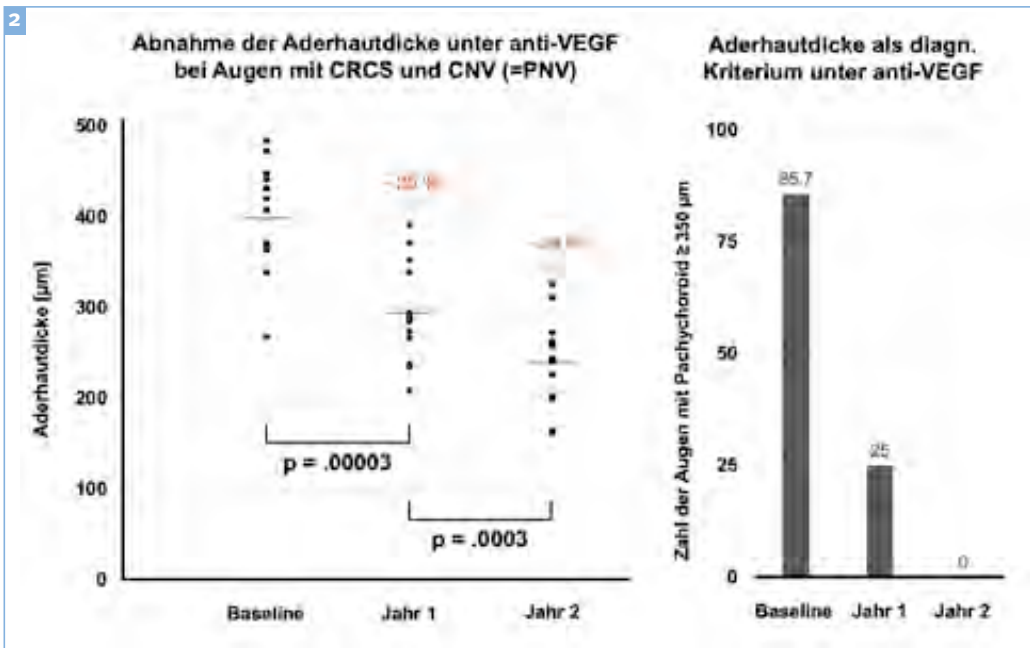 2
Abnahme der Aderhautdicke unter anti-VEGF
bei Augen mit CRCS und CNV (=PNV)
Aderhautdicke [µm]
500
400
300
200
100
0
p = .00003
p = .0003
Baseline
Jahr 1
Jahr 2
Aderhautdicke als diagn.
Kriterium unter anti-VEGF
Zahl der Augen mit Pachychoroid ≥ 350 µm
100
75
50
25
0
85.7
25
0
Baseline
Jahr 1
Jahr 2